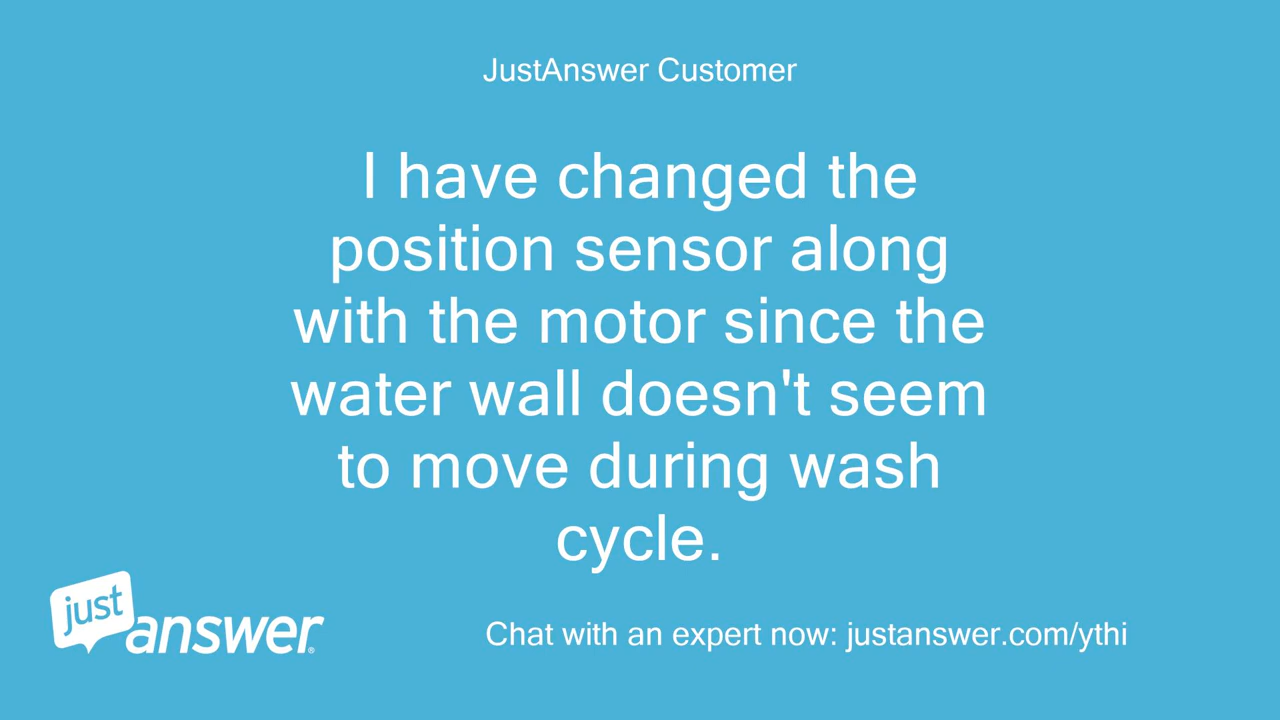 JustAnswer Customer
I have changed the
position sensor along
with the motor since the
water wall doesn't seem
to move during wash
cycle.
just
answer®
Chat with an expert now: justanswer.com/ythi